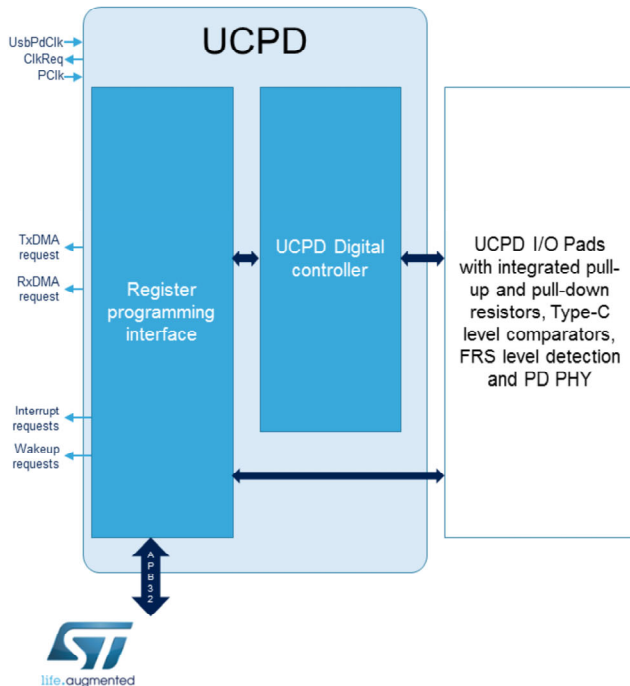 UCPD
UsbPdClk
ClkReq
PClk
TxDMA
request
RxDMA
request
Interrupt
requests
Wakeup
requests
Register
programming
interface
UCPD Digital
controller
UCPD I/O Pads
with integrated pull-
up and pull-down
resistors, Type-C
level comparators,
FRS level detection
and PD PHY
APB32
ST
life.augmented